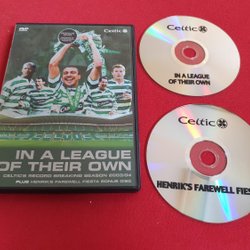 DVD
IN A LEAGUE
OF THEIR OWN
CELTIC'S RECORD BREAKING SEASON 2003/04
PLUS HENRIK'S FAREWELL FIESTA BONUS DISC
Celtic
IN A LEAGUE
OF THEIR OWN
Celtic
HENRIK'S FAREWELL FIES